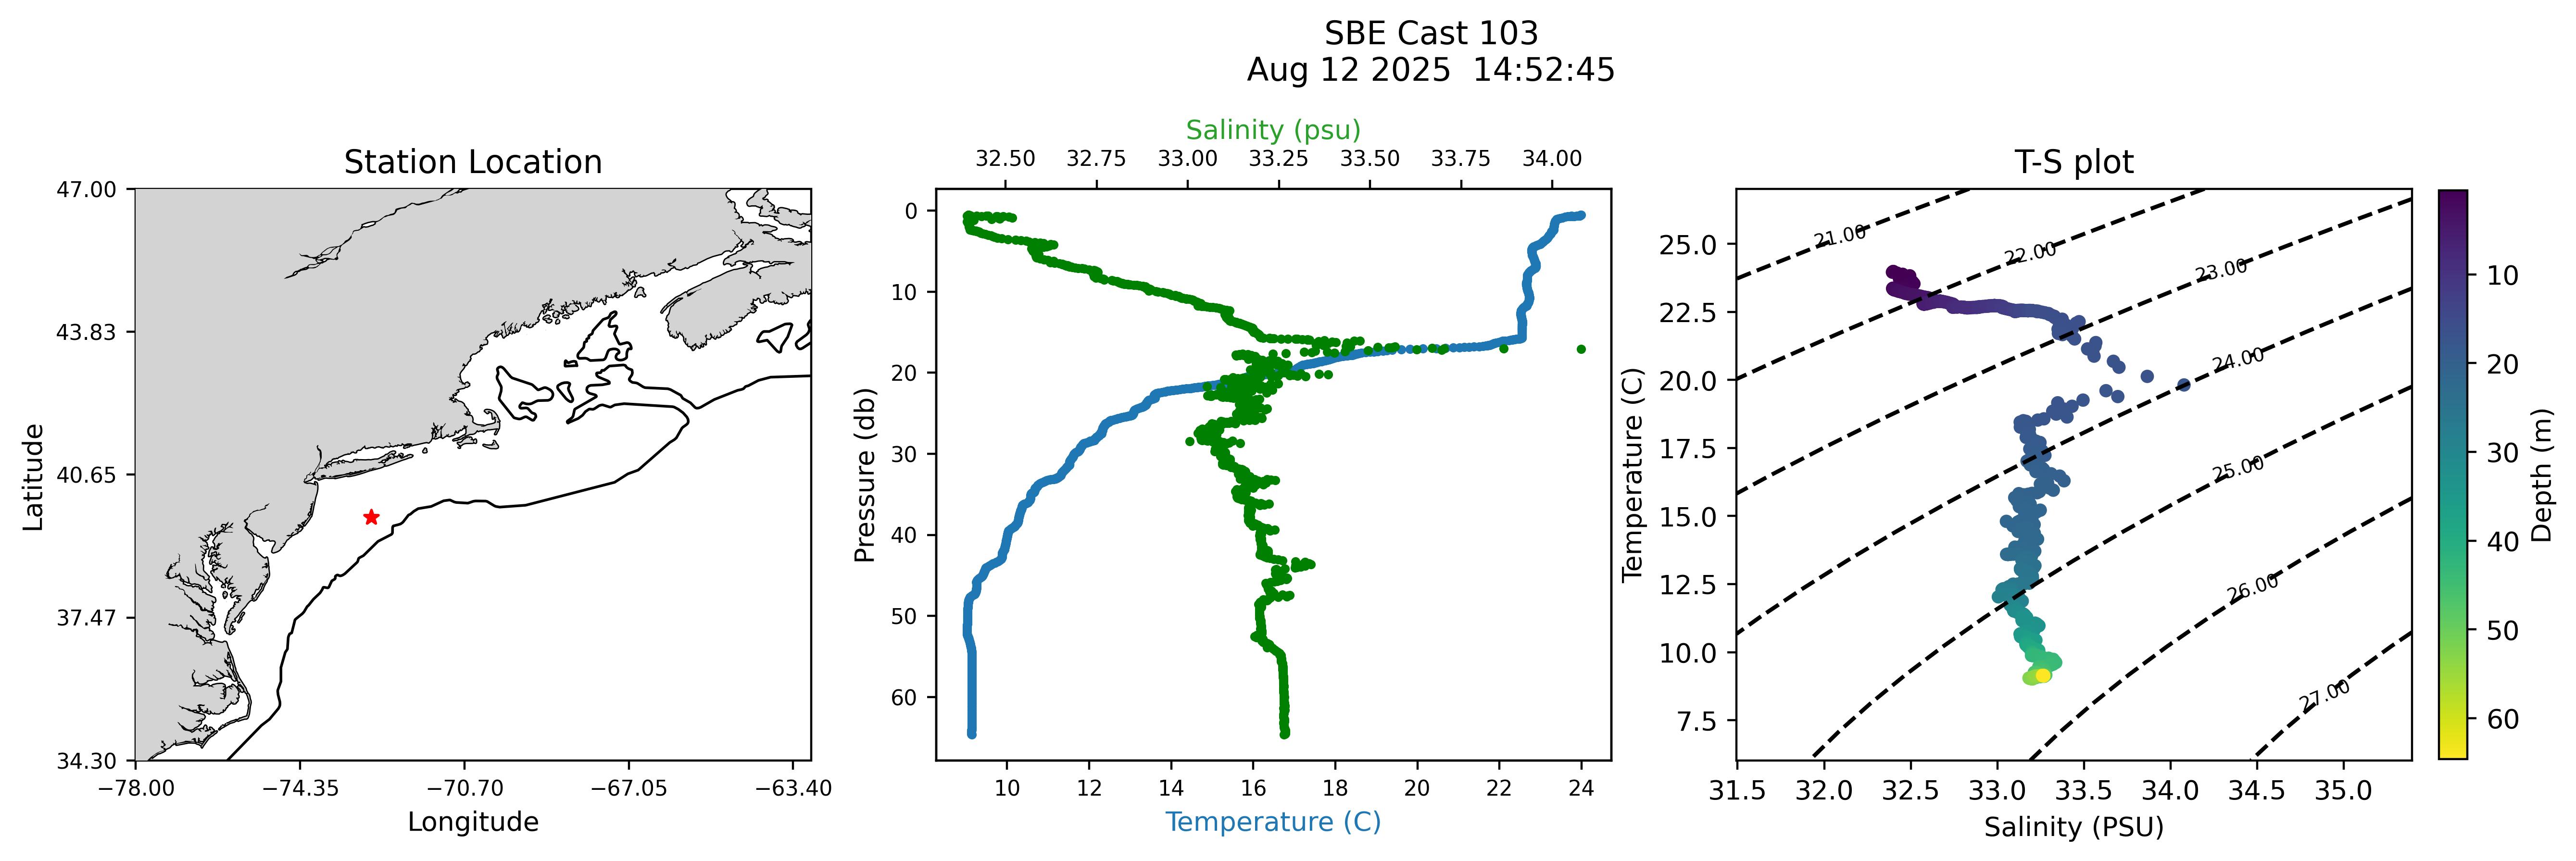 SBE Cast 103
Aug 12 2025  14:52:45
Station Location
47.00
43.83
40.65
37.47
34.30
Latitude
−78.00 −74.35 −70.70 −67.05 −63.40
Longitude
Salinity (psu)
32.50 32.75 33.00 33.25 33.50 33.75 34.00
0
10
20
30
40
50
60
Pressure (db)
10 12 14 16 18 20 22 24
Temperature (C)
T-S plot
25.0
22.5
20.0
17.5
15.0
12.5
10.0
7.5
Temperature (C)
21.00
22.00
23.00
24.00
25.00
26.00
27.00
31.5 32.0 32.5 33.0 33.5 34.0 34.5 35.0
Salinity (PSU)
10
20
30
40
50
60
Depth (m)